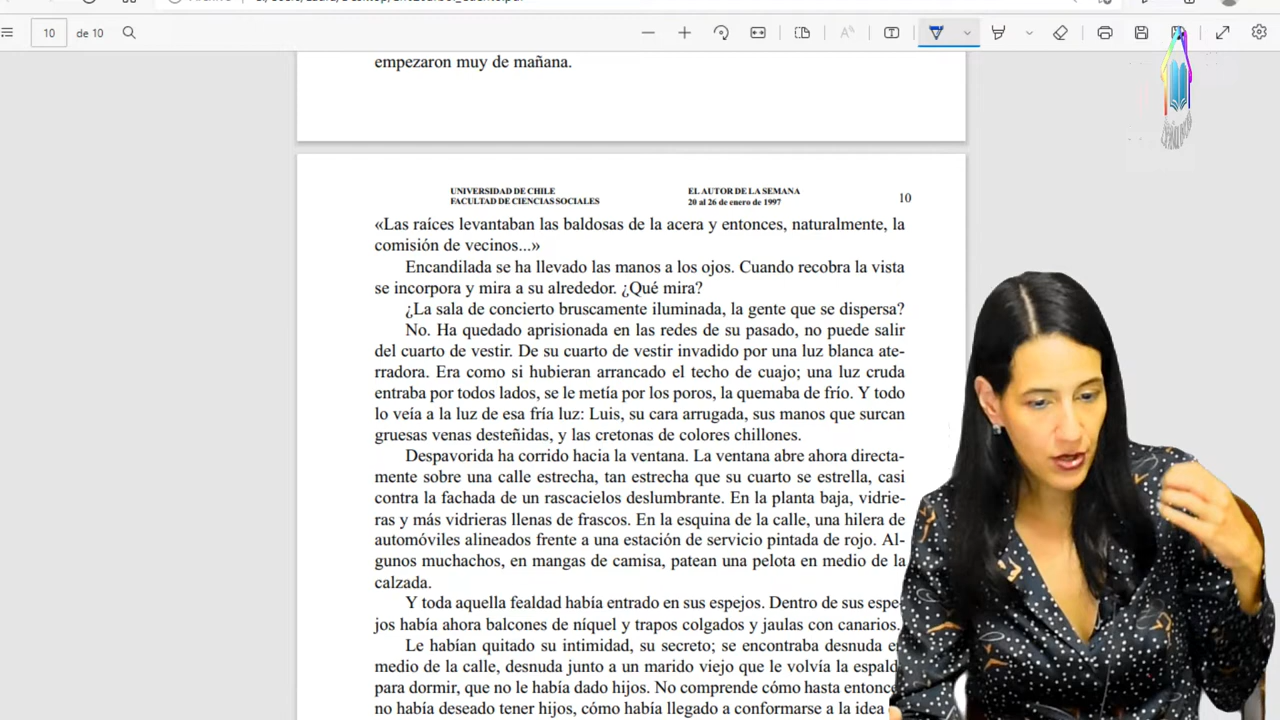 10
de 10
empezaron muy de mañana.
UNIVERSIDAD DE CHILE
FACULTAD DE CIENCIAS SOCIALES
EL AUTOR DE LA SEMANA
20 al 26 de enero de 1997
10
«Las raíces levantaban las baldosas de la acera y entonces, naturalmente, la
comisión de vecinos...»
Encandilada se ha llevado las manos a los ojos. Cuando recobra la vista
se incorpora y mira a su alrededor. ¿Qué mira?
¿La sala de concierto bruscamente iluminada, la gente que se dispersa?
No. Ha quedado aprisionada en las redes de su pasado, no puede salir
del cuarto de vestir. De su cuarto de vestir invadido por una luz blanca ate-
rradora. Era como si hubieran arrancado el techo de cuajo; una luz cruda
entraba por todos lados, se le metía por los poros, la quemaba de frío. Y todo
lo veía a la luz de esa fría luz: Luis, su cara arrugada, sus manos que surcan
gruesas venas desteñidas, y las cretonas de colores chillones.
Despavorida ha corrido hacia la ventana. La ventana abre ahora directa-
mente sobre una calle estrecha, tan estrecha que su cuarto se estrella, casi
contra la fachada de un rascacielos deslumbrante. En la planta baja, vidrie-
ras y más vidrieras llenas de frascos. En la esquina de la calle, una hilera de
automóviles alineados frente a una estación de servicio pintada de rojo. Al-
gunos muchachos, en mangas de camisa, patean una pelota en medio de la
calzada.
Y toda aquella fealdad había entrado en sus espejos. Dentro de sus espe
jos había ahora balcones de níquel y trapos colgados y jaulas con canarios.
Le habían quitado su intimidad, su secreto; se encontraba desnuda e
medio de la calle, desnuda junto a un marido viejo que le volvía la espald
para dormir, que no le había dado hijos. No comprende cómo hasta entonce
no había deseado tener hijos, cómo había llegado a conformarse a la idea